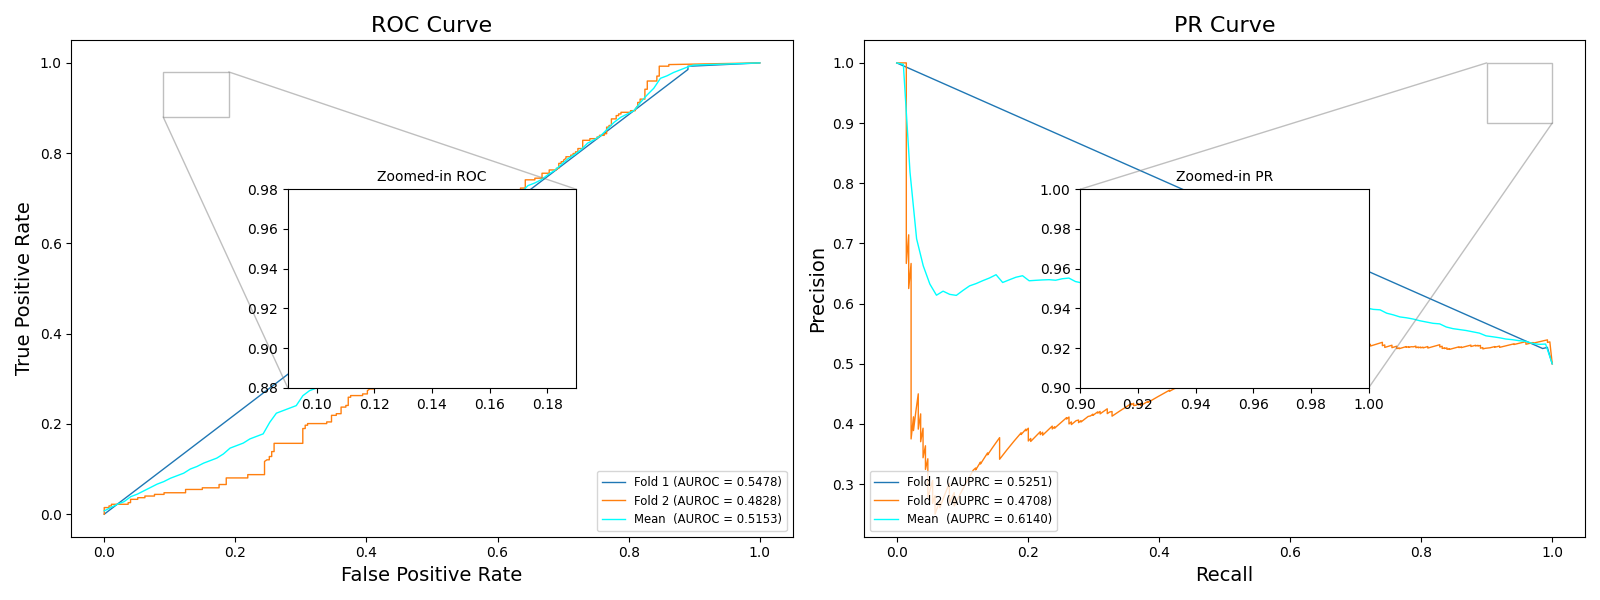 ROC Curve
True Positive Rate
1.0
0.8
0.6
0.4
0.2
0.0
Zoomed-in ROC
0.98
0.96
0.94
0.92
0.90
0.88
0.10 0.12 0.14 0.16 0.18
Fold 1 (AUROC = 0.5478)
Fold 2 (AUROC = 0.4828)
Mean (AUROC = 0.5153)
0.0 0.2 0.4 0.6 0.8 1.0
False Positive Rate
PR Curve
Precision
1.0
0.9
0.8
0.7
0.6
0.5
0.4
0.3
Zoomed-in PR
1.00
0.98
0.96
0.94
0.92
0.90
0.90 0.92 0.94 0.96 0.98 1.00
Fold 1 (AUPRC = 0.5251)
Fold 2 (AUPRC = 0.4708)
Mean (AUPRC = 0.6140)
0.0 0.2 0.4 0.6 0.8 1.0
Recall